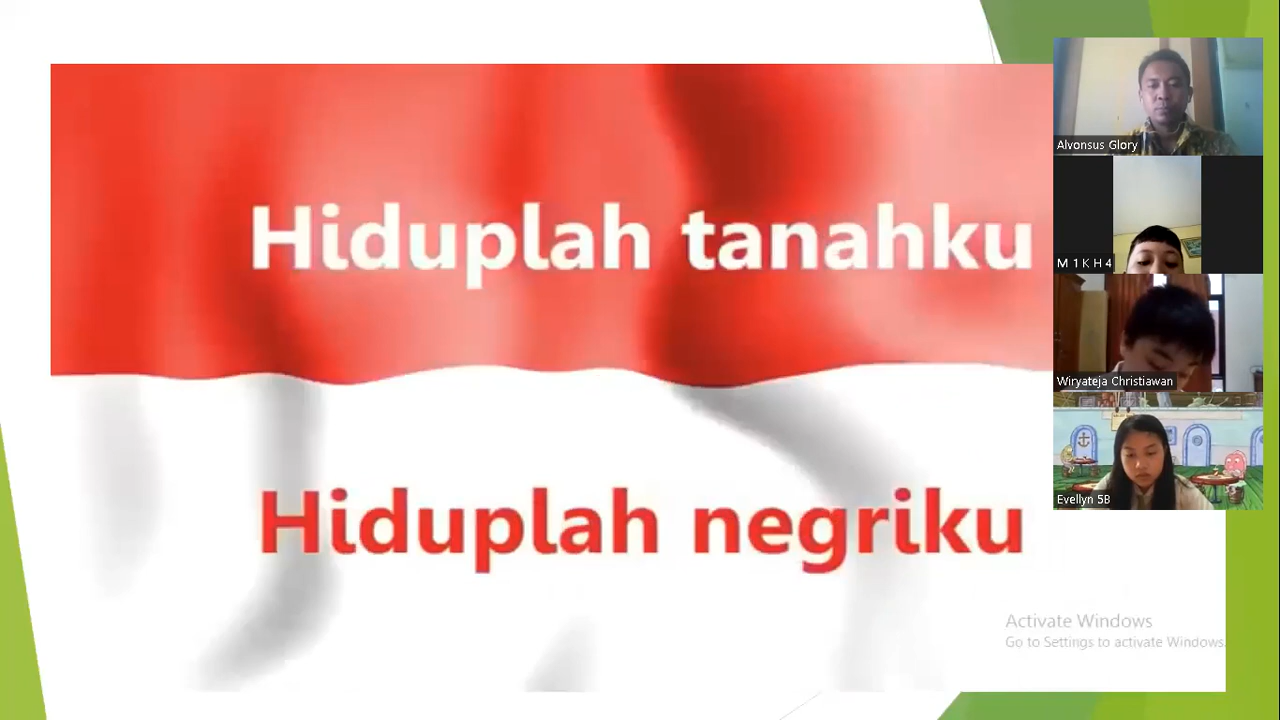 Hiduplah tanahku
Hiduplah negriku
Alvonsus Glory
M 1 K H 4
Wiryateja Christiawan
Evellyn 5B
Activate Windows
Go to Settings to activate Windows.